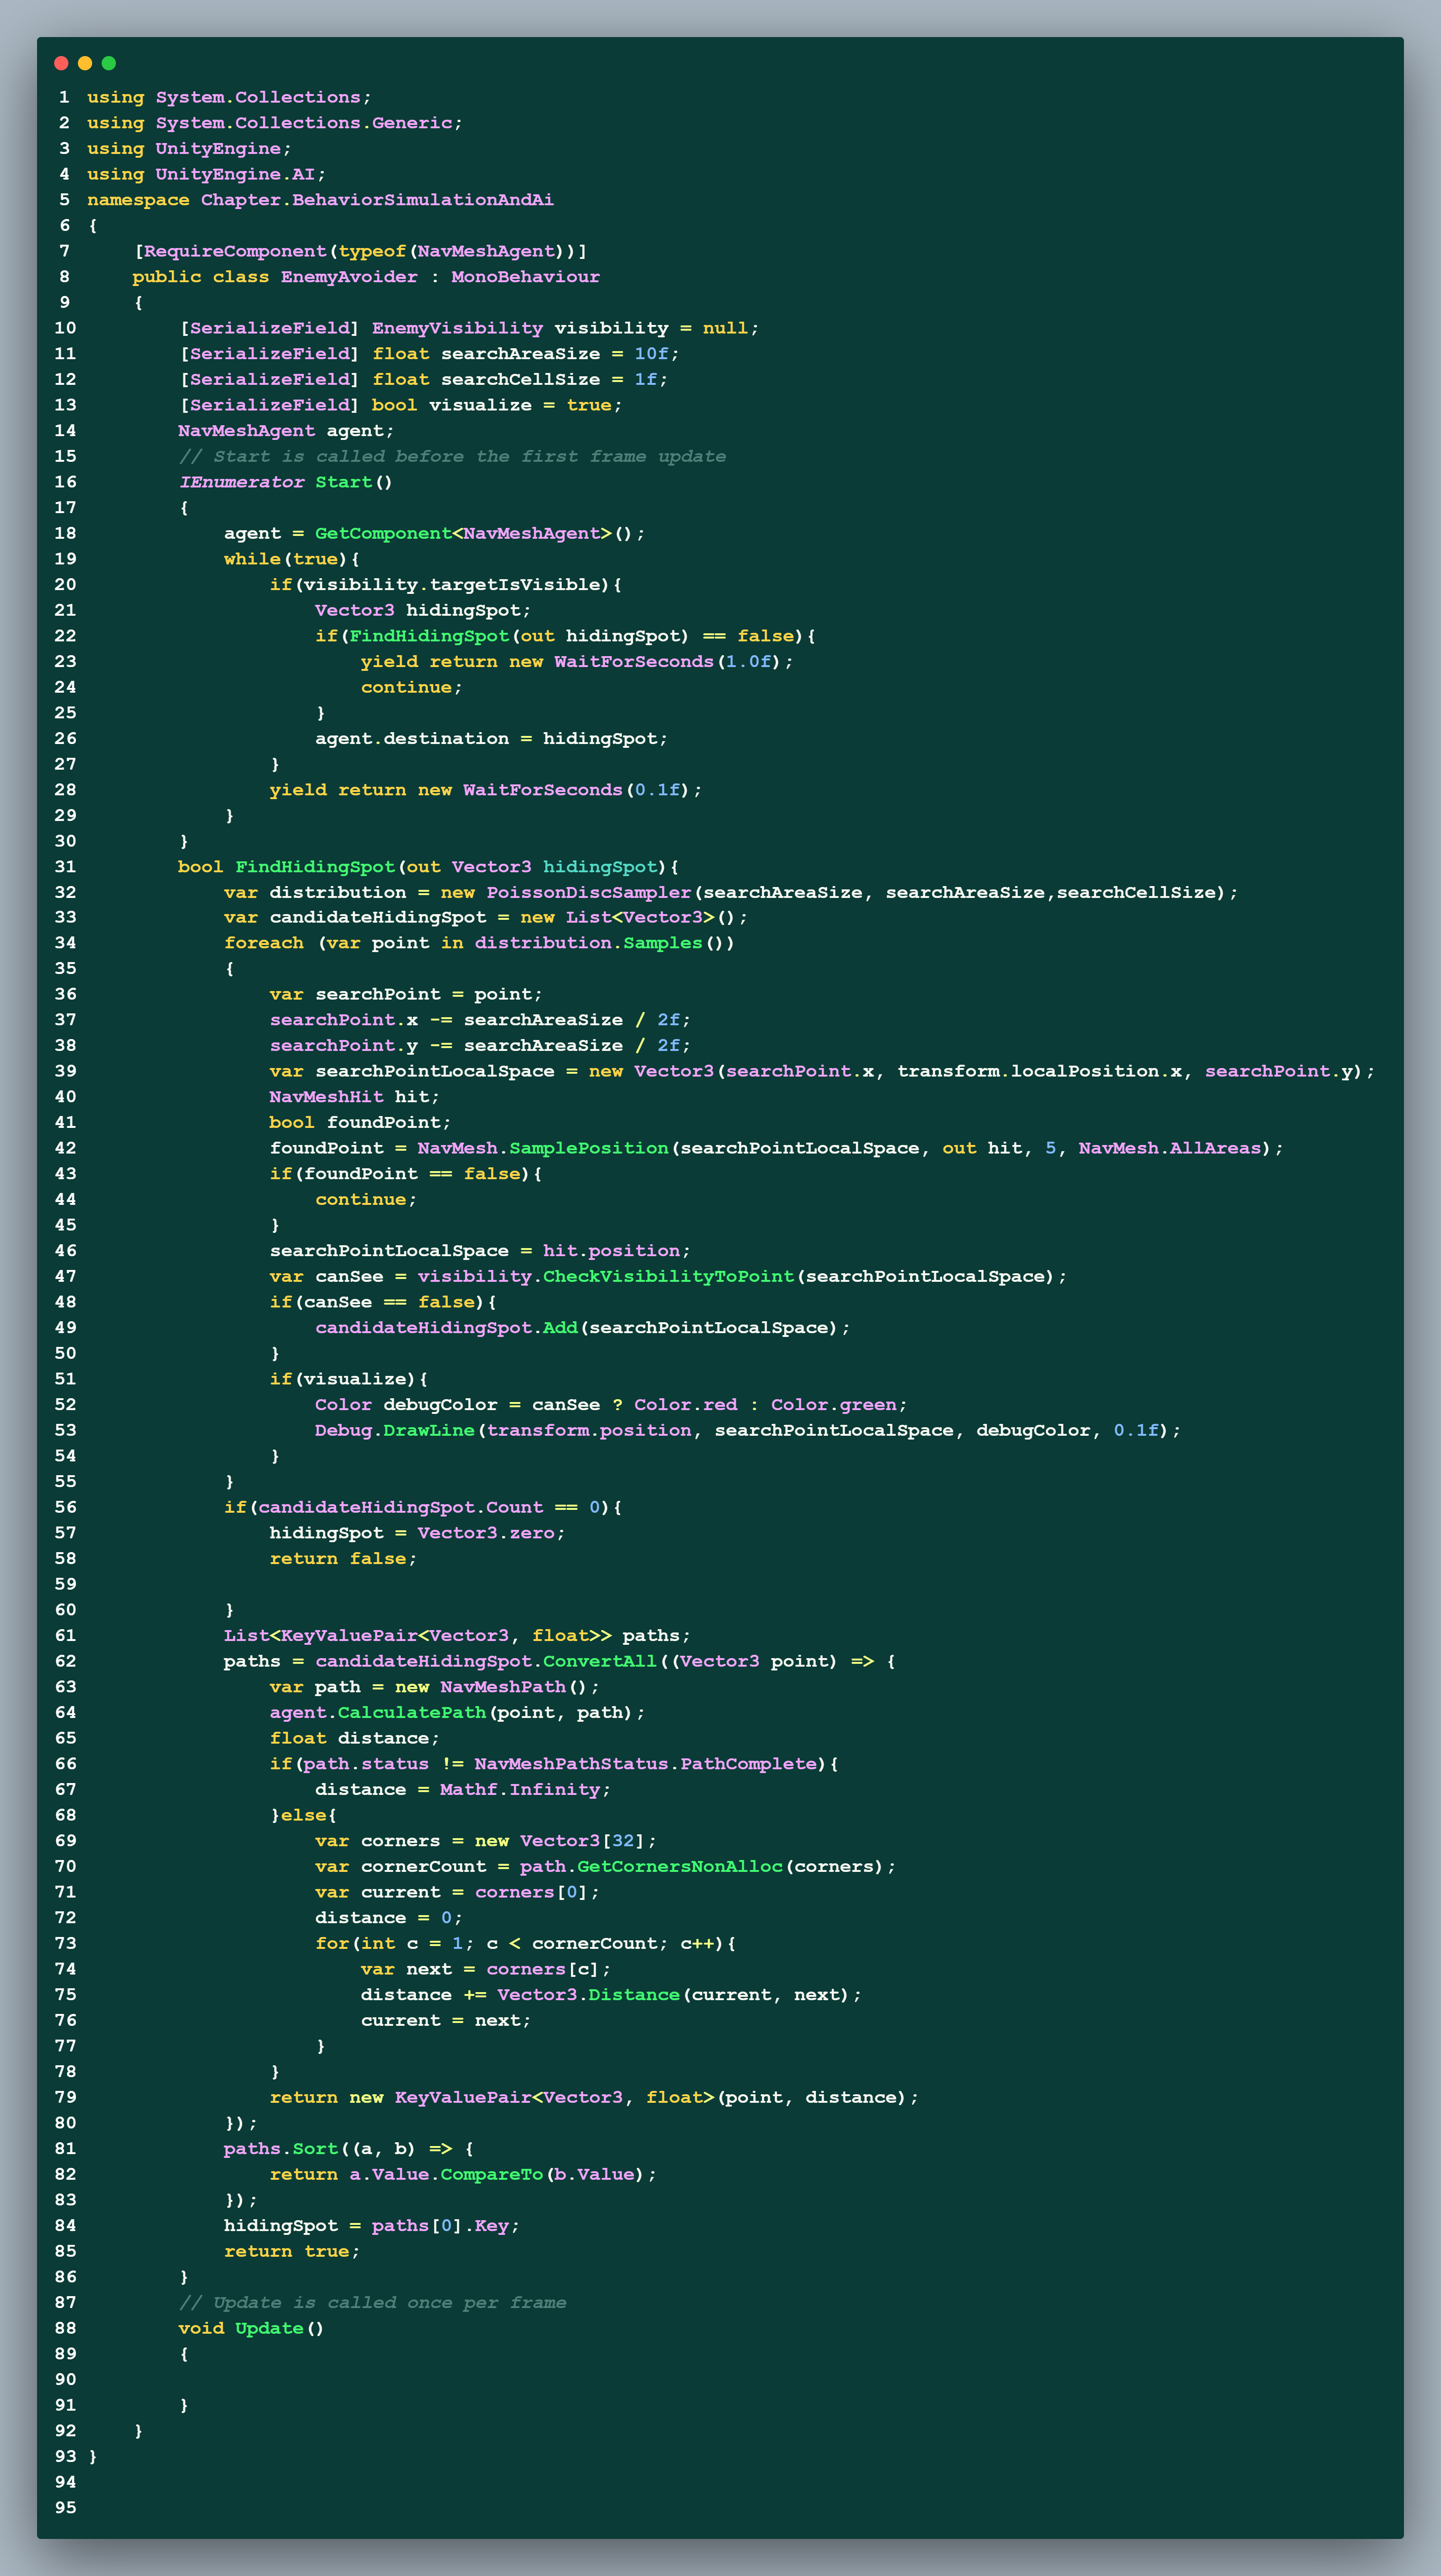 1 using System.Collections;
2 using System.Collections.Generic;
3 using UnityEngine;
4 using UnityEngine.AI;
5 namespace Chapter.BehaviorSimulationAndAi
6 {
7     [RequireComponent(typeof(NavMeshAgent))]
8     public class EnemyAvoider : MonoBehaviour
9     {
10         [SerializeField] EnemyVisibility visibility = null;
11         [SerializeField] float searchAreaSize = 10f;
12         [SerializeField] float searchCellSize = 1f;
13         [SerializeField] bool visualize = true;
14         NavMeshAgent agent;
15         // Start is called before the first frame update
16         IEnumerator Start()
17         {
18             agent = GetComponent<NavMeshAgent>();
19             while(true){
20                 if(visibility.targetIsVisible){
21                     Vector3 hidingSpot;
22                     if(FindHidingSpot(out hidingSpot) == false){
23                         yield return new WaitForSeconds(1.0f);
24                         continue;
25                     }
26                     agent.destination = hidingSpot;
27                 }
28                 yield return new WaitForSeconds(0.1f);
29             }
30         }
31         bool FindHidingSpot(out Vector3 hidingSpot){
32             var distribution = new PoissonDiscSampler(searchAreaSize, searchAreaSize,searchCellSize);
33             var candidateHidingSpot = new List<Vector3>();
34             foreach (var point in distribution.Samples())
35             {
36                 var searchPoint = point;
37                 searchPoint.x -= searchAreaSize / 2f;
38                 searchPoint.y -= searchAreaSize / 2f;
39                 var searchPointLocalSpace = new Vector3(searchPoint.x, transform.localPosition.x, searchPoint.y);
40                 NavMeshHit hit;
41                 bool foundPoint;
42                 foundPoint = NavMesh.SamplePosition(searchPointLocalSpace, out hit, 5, NavMesh.AllAreas);
43                 if(foundPoint == false){
44                     continue;
45                 }
46                 searchPointLocalSpace = hit.position;
47                 var canSee = visibility.CheckVisibilityToPoint(searchPointLocalSpace);
48                 if(canSee == false){
49                     candidateHidingSpot.Add(searchPointLocalSpace);
50                 }
51                 if(visualize){
52                     Color debugColor = canSee ? Color.red : Color.green;
53                     Debug.DrawLine(transform.position, searchPointLocalSpace, debugColor, 0.1f);
54                 }
55             }
56             if(candidateHidingSpot.Count == 0){
57                 hidingSpot = Vector3.zero;
58                 return false;
59
60             }
61             List<KeyValuePair<Vector3, float>> paths;
62             paths = candidateHidingSpot.ConvertAll((Vector3 point) => {
63                 var path = new NavMeshPath();
64                 agent.CalculatePath(point, path);
65                 float distance;
66                 if(path.status != NavMeshPathStatus.PathComplete){
67                     distance = Mathf.Infinity;
68                 }else{
69                     var corners = new Vector3[32];
70                     var cornerCount = path.GetCornersNonAlloc(corners);
71                     var current = corners[0];
72                     distance = 0;
73                     for(int c = 1; c < cornerCount; c++){
74                         var next = corners[c];
75                         distance += Vector3.Distance(current, next);
76                         current = next;
77                     }
78                 }
79                 return new KeyValuePair<Vector3, float>(point, distance);
80             });
81             paths.Sort((a, b) => {
82                 return a.Value.CompareTo(b.Value);
83             });
84             hidingSpot = paths[0].Key;
85             return true;
86         }
87         // Update is called once per frame
88         void Update()
89         {
90
91         }
92     }
93 }
94
95